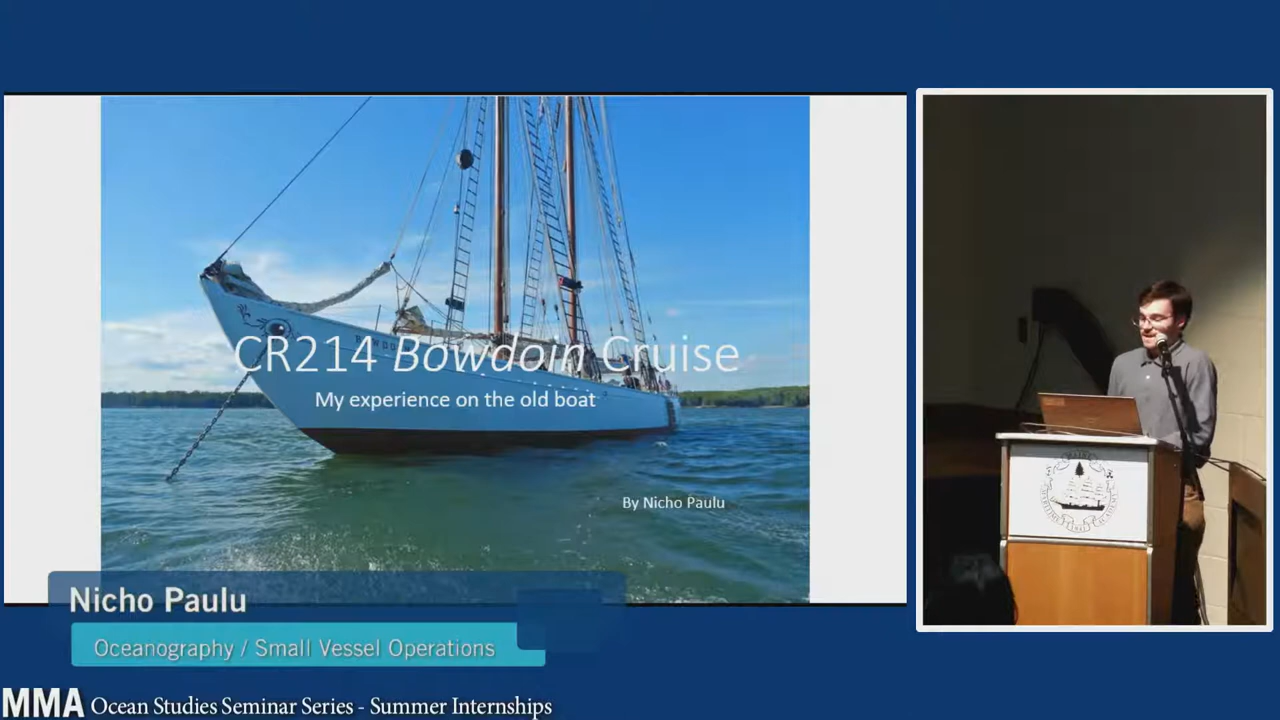 CR214 Bowdoin Cruise
My experience on the old boat
By Nicho Paulu
Nicho Paulu
Oceanography / Small Vessel Operations
MMA Ocean Studies Seminar Series - Summer Internships